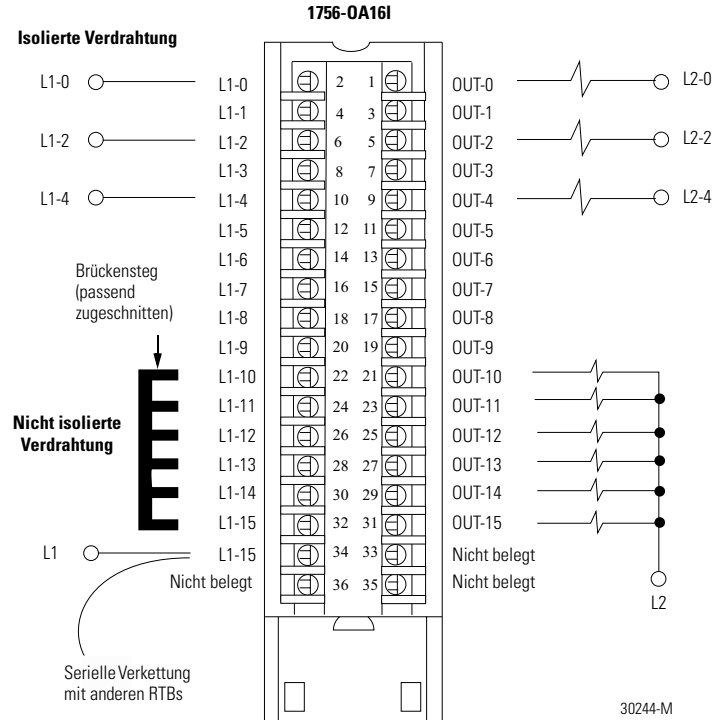 1756-OA16I
Isolierte Verdrahtung
L1-0 L1-0 2 1 OUT-0 L2-0
L1-1 4 3 OUT-1
L1-2 L1-2 6 5 OUT-2 L2-2
L1-3 8 7 OUT-3
L1-4 L1-4 10 9 OUT-4 L2-4
L1-5 12 11 OUT-5
L1-6 14 13 OUT-6
L1-7 16 15 OUT-7
L1-8 18 17 OUT-8
L1-9 20 19 OUT-9
L1-10 22 21 OUT-10
L1-11 24 23 OUT-11
L1-12 26 25 OUT-12
L1-13 28 27 OUT-13
L1-14 30 29 OUT-14
L1-15 32 31 OUT-15
L1 L1-15 34 33 Nicht belegt
Nicht belegt 36 35 Nicht belegt
Brückensteg
(passend
zugeschnitten)
Nicht isolierte
Verdrahtung
L2
Serielle Verkettung
mit anderen RTBs
30244-M